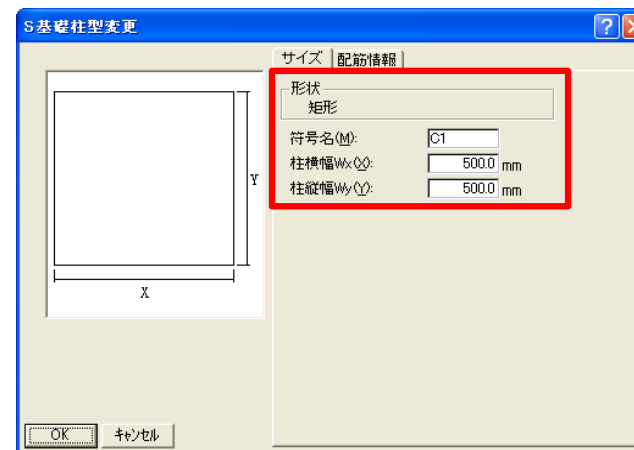 S基礎柱型変更
サイズ 配筋情報
形状
矩形
符号名(M): C1
柱横幅Wx(X): 500.0 mm
柱縦幅Wy(Y): 500.0 mm
Y
X
OK キャンセル